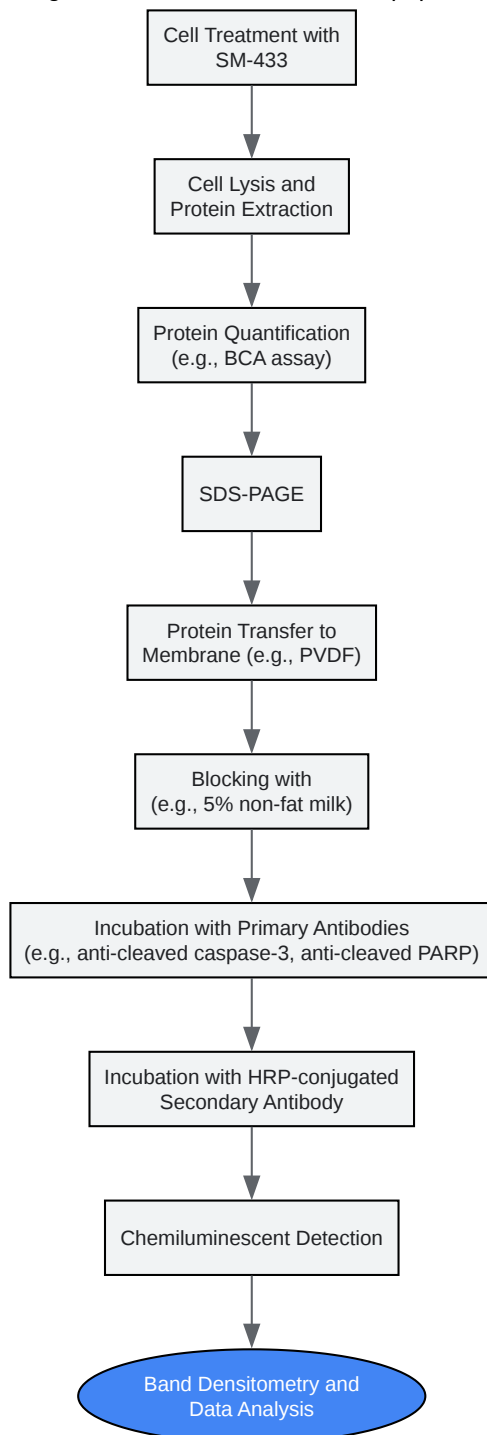 Cell Treatment with
SM-433
Cell Lysis and
Protein Extraction
Protein Quantification
(e.g., BCA assay)
SDS-PAGE
Protein Transfer to
Membrane (e.g., PVDF)
Blocking with
(e.g., 5% non-fat milk)
Incubation with Primary Antibodies
(e.g., anti-cleaved caspase-3, anti-cleaved PARP)
Incubation with HRP-conjugated
Secondary Antibody
Chemiluminescent Detection
Band Densitometry and
Data Analysis